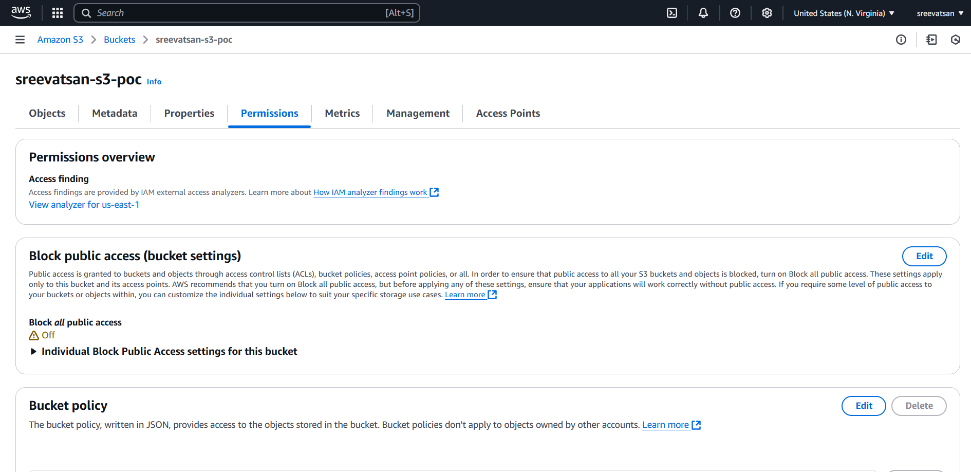 aws Search [Alt+S] United States (N. Virginia) ▼ sreevatsan ▼
Amazon S3 > Buckets > sreevatsan-s3-poc
sreevatsan-s3-poc Info
Objects Metadata Properties Permissions Metrics Management Access Points
Permissions overview
Access finding
Access findings are provided by IAM external access analyzers. Learn more about How IAM analyzer findings work
View analyzer for us-east-1
Block public access (bucket settings) Edit
Public access is granted to buckets and objects through access control lists (ACLs), bucket policies, access point policies, or all. In order to ensure that public access to all your S3 buckets and objects is blocked, turn on Block all public access. These settings apply
only to this bucket and its access points. AWS recommends that you turn on Block all public access, but before applying any of these settings, ensure that your applications will work correctly without public access. If you require some level of public access to
your buckets or objects within, you can customize the individual settings below to suit your specific storage use cases. Learn more
Block all public access
Off
Individual Block Public Access settings for this bucket
Bucket policy Edit Delete
The bucket policy, written in JSON, provides access to the objects stored in the bucket. Bucket policies don't apply to objects owned by other accounts. Learn more